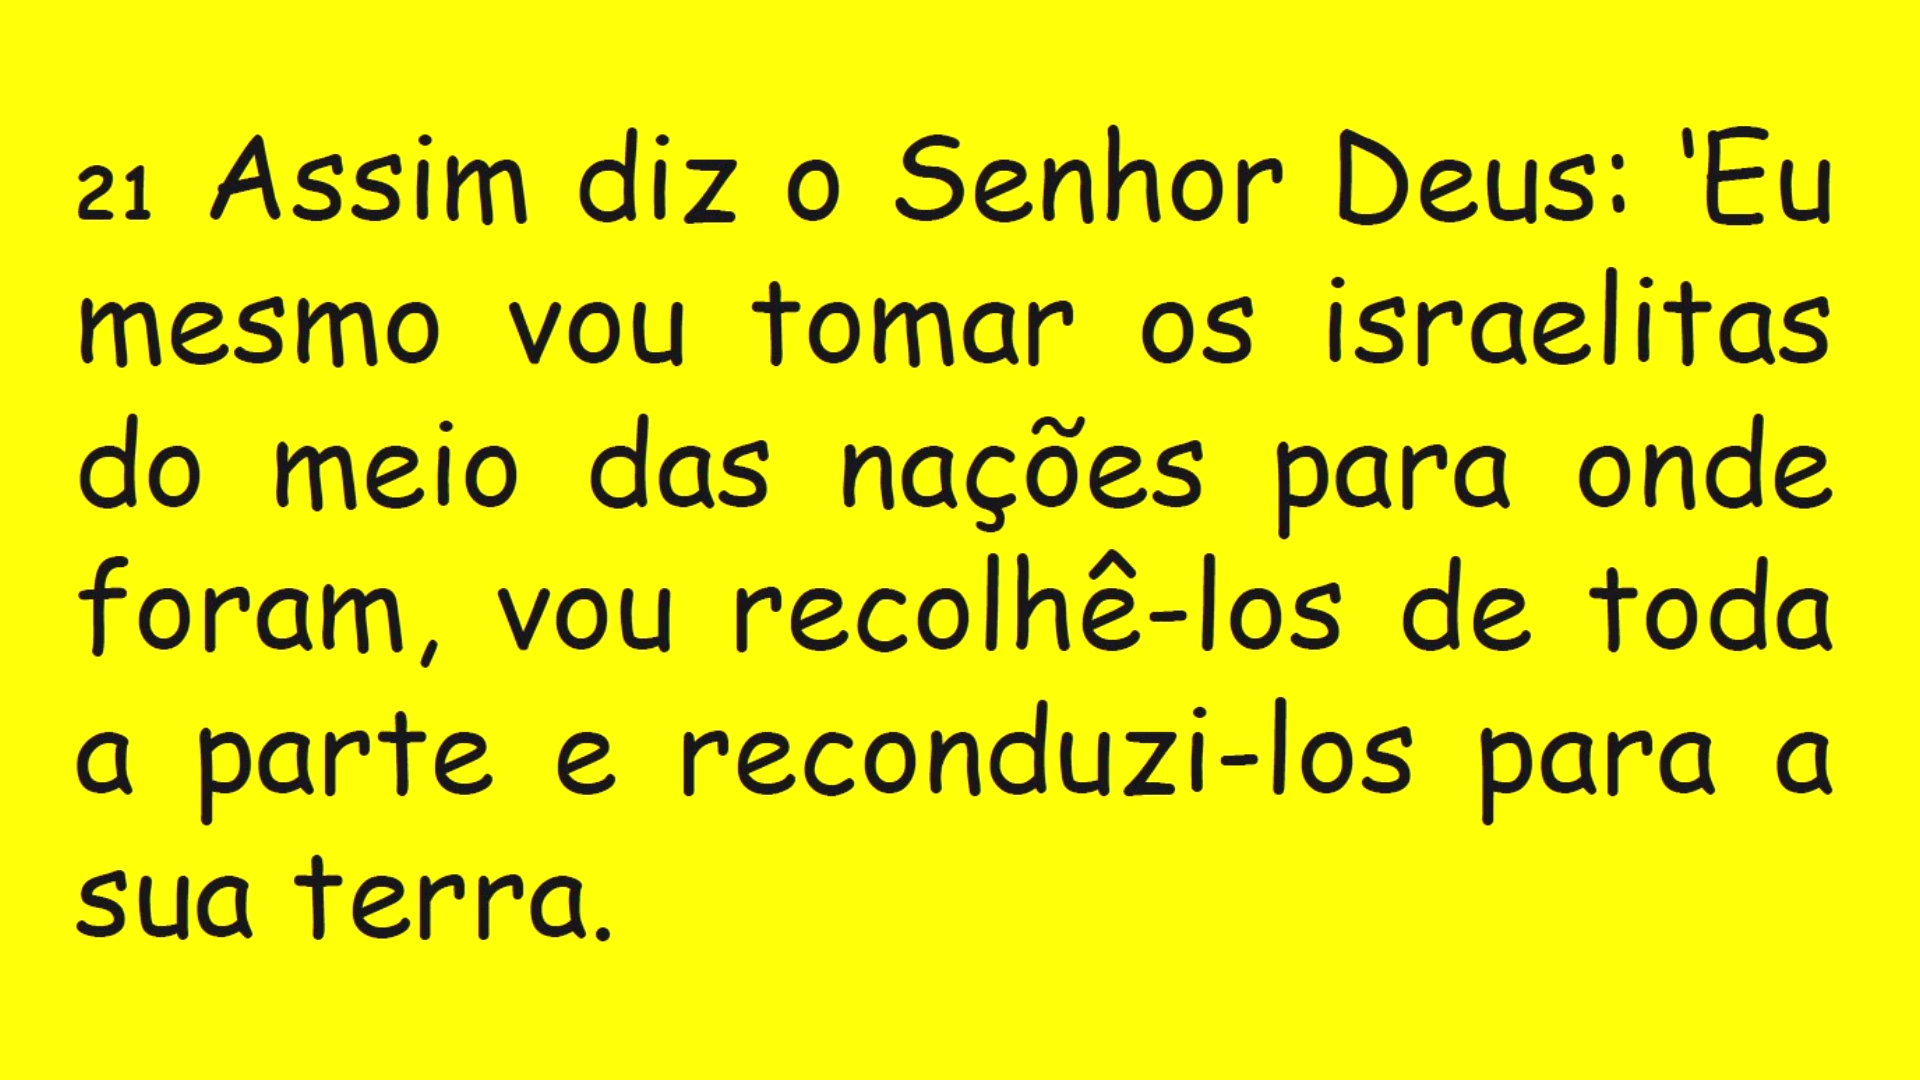 21 Assim diz o Senhor Deus: ‘Eu
mesmo vou tomar os israelitas
do meio das nações para onde
foram, vou recolhê-los de toda
a parte e reconduzi-los para a
sua terra.